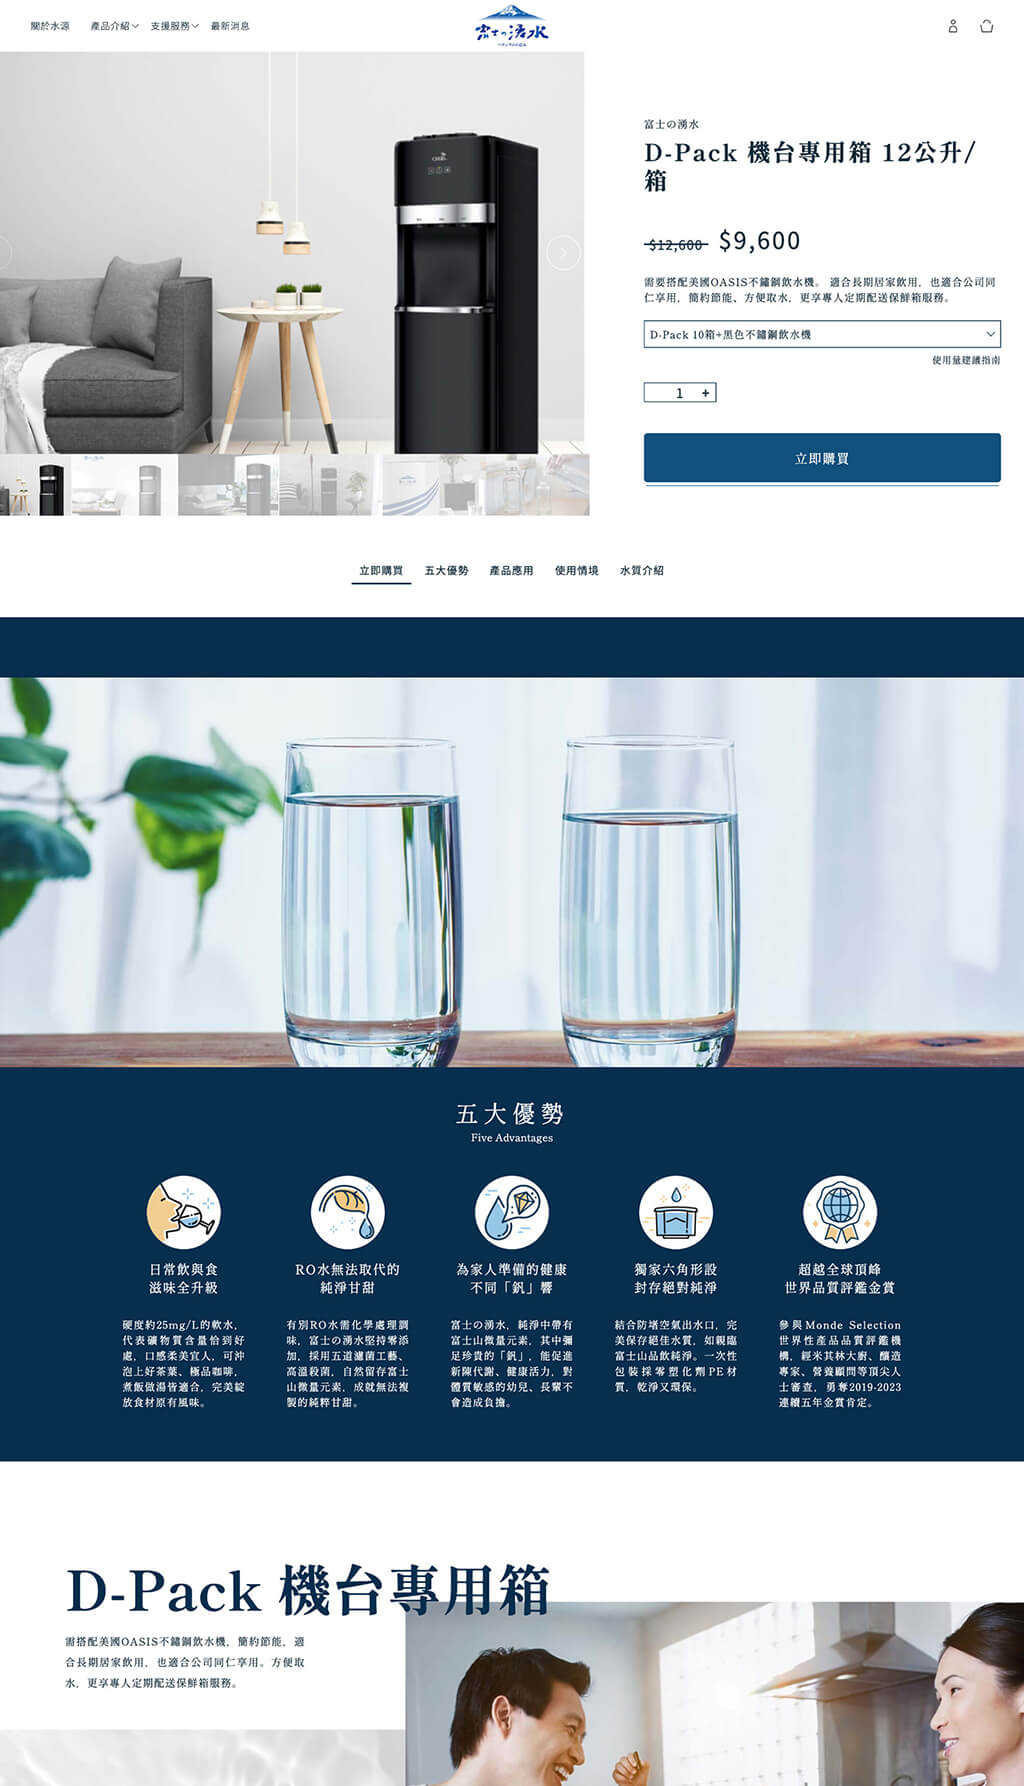 關於水源
產品介紹
支援服務
最新消息
富士の湧水
富士の湧水
D-Pack 機台專用箱 12公升/
箱
$12,600 $9,600
需要搭配美國OASIS不鏽鋼飲水機。 適合長期居家飲用，也適合公司同
仁享用，簡約節能、方便取水，更享專人定期配送保鮮箱服務。
D-Pack 10箱+黑色不鏽鋼飲水機
使用量建議指南
1 +
立即購買
立即購買
五大優勢
產品應用
使用情境
水質介紹
五大優勢
Five Advantages
日常飲與食
滋味全升級
硬度約25mg/L的軟水，
代表礦物質含量恰到好
處，口感柔美宜人，可沖
泡上好茶葉、極品咖啡，
煮飯做湯皆適合，完美綻
放食材原有風味。
RO水無法取代的
純淨甘甜
有別RO水需化學處理調
味，富士の湧水堅持零添
加，採用五道濾菌工藝、
高溫殺菌，自然留存富士
山微量元素，成就無法複
製的純粹甘甜。
為家人準備的健康
不同「釩」響
富士の湧水，純淨中帶有
富士山微量元素，其中彌
足珍貴的「釩」，能促進
新陳代謝、健康活力，對
體質敏感的幼兒、長輩不
會造成負擔。
獨家六角形設
封存絕對純淨
結合防堵空氣出水口，完
美保存絕佳水質，如親臨
富士山品飲純淨。一次性
包裝採零塑化劑PE材
質，乾淨又環保。
超越全球頂峰
世界品質評鑑金賞
參與Monde Selection
世界性產品品質評鑑機
構，經米其林大廚、釀造
專家、營養顧問等頂尖人
士審查，勇奪2019-2023
連續五年金賞肯定。
D-Pack 機台專用箱
需搭配美國OASIS不鏽鋼飲水機，簡約節能，適
合長期居家飲用，也適合公司同仁享用。方便取
水，更享專人定期配送保鮮箱服務。